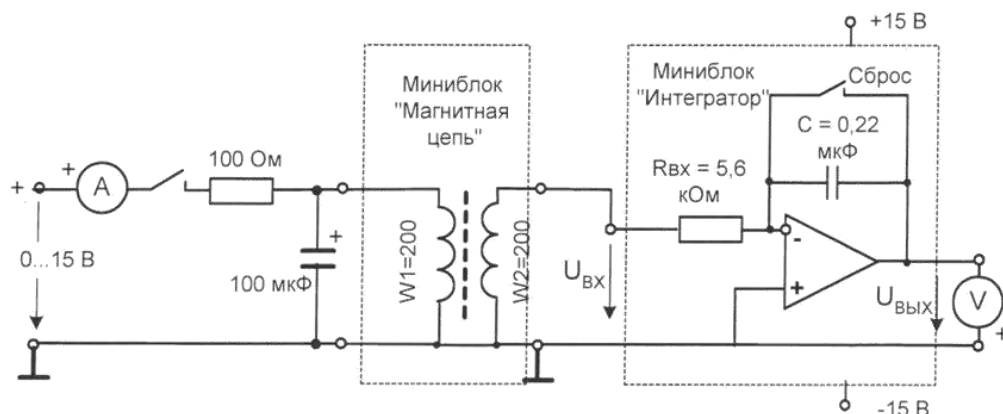 +15 В
Миниблок
"Магнитная
цепь"
Миниблок
"Интегратор"
Сброс
C = 0,22
мкФ
+
A
100 Ом
Rвх = 5,6
кОм
+
0...15 В
+
100 мкФ
W1=200
W2=200
UВХ
-
+
UВЫХ
V
+
-15 В